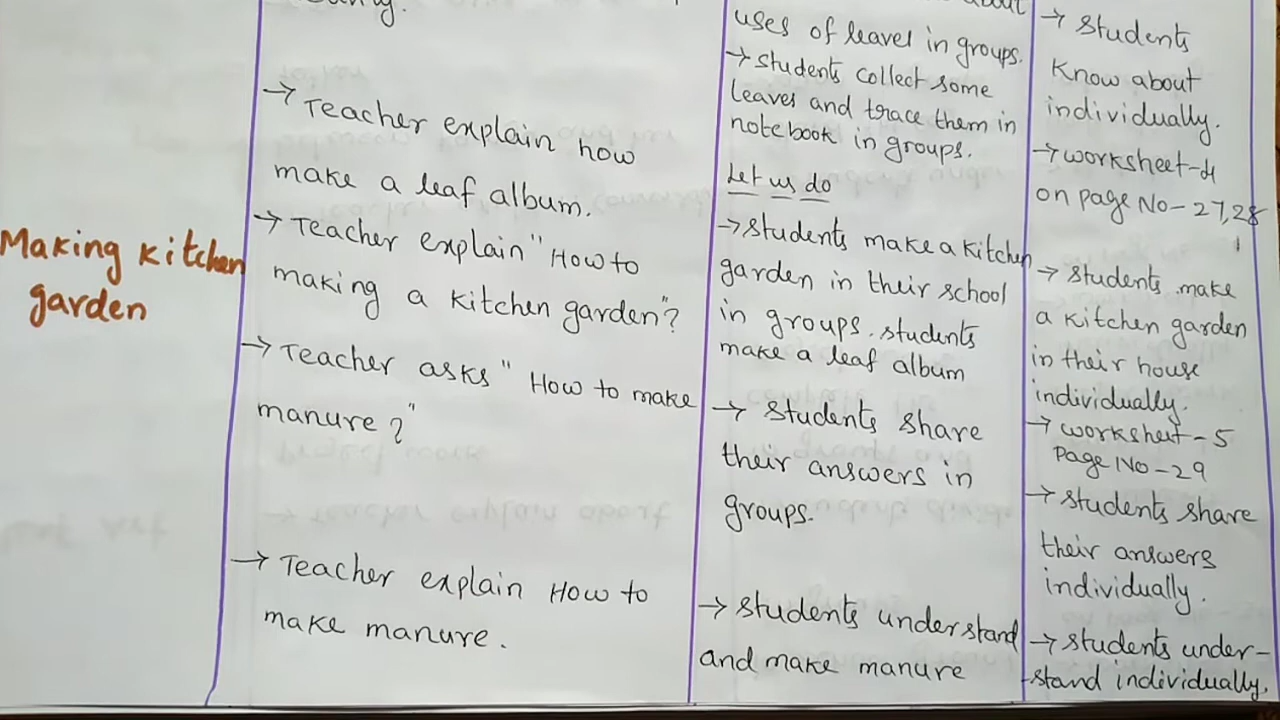 Making kitchen
garden
→ Teacher explain how
make a leaf album.
→ Teacher explain "How to
making a kitchen garden"?
→ Teacher asks "How to make
manure?"
→ Teacher explain How to
make manure.
about
uses of leavel in groups.
→ students collect some
leaves and trace them in
notebook in groups.
Let us do
→ students make a kitchen
garden in their school
in groups. students
make a leaf album
→ students share
their answers in
groups.
→ students understand
and make manure
→ students
know about
individually.
→ worksheet-4
on page No-27,28
→ students make
a kitchen garden
in their house
individually.
→ worksheet-5
Page No-29
→ students share
their answers
individually.
→ students under-
-stand individually.